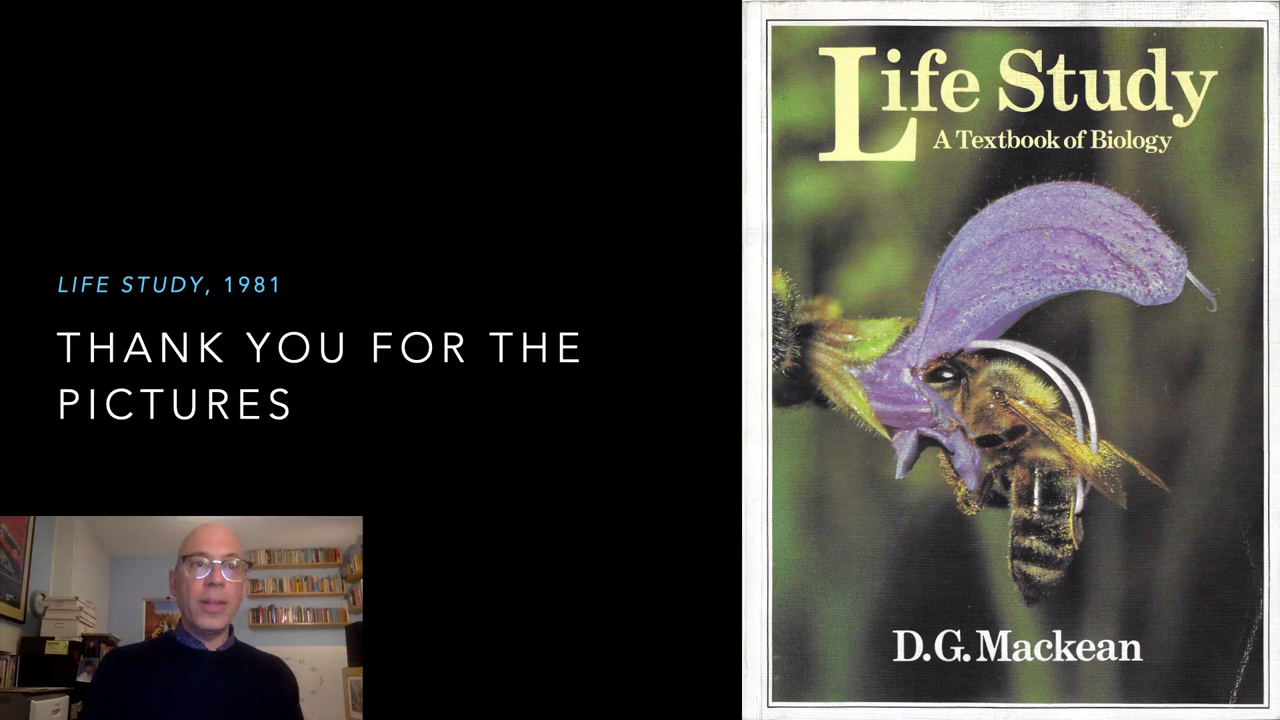 LIFE STUDY, 1981
THANK YOU FOR THE
PICTURES
Life Study
A Textbook of Biology
D.G. Mackean